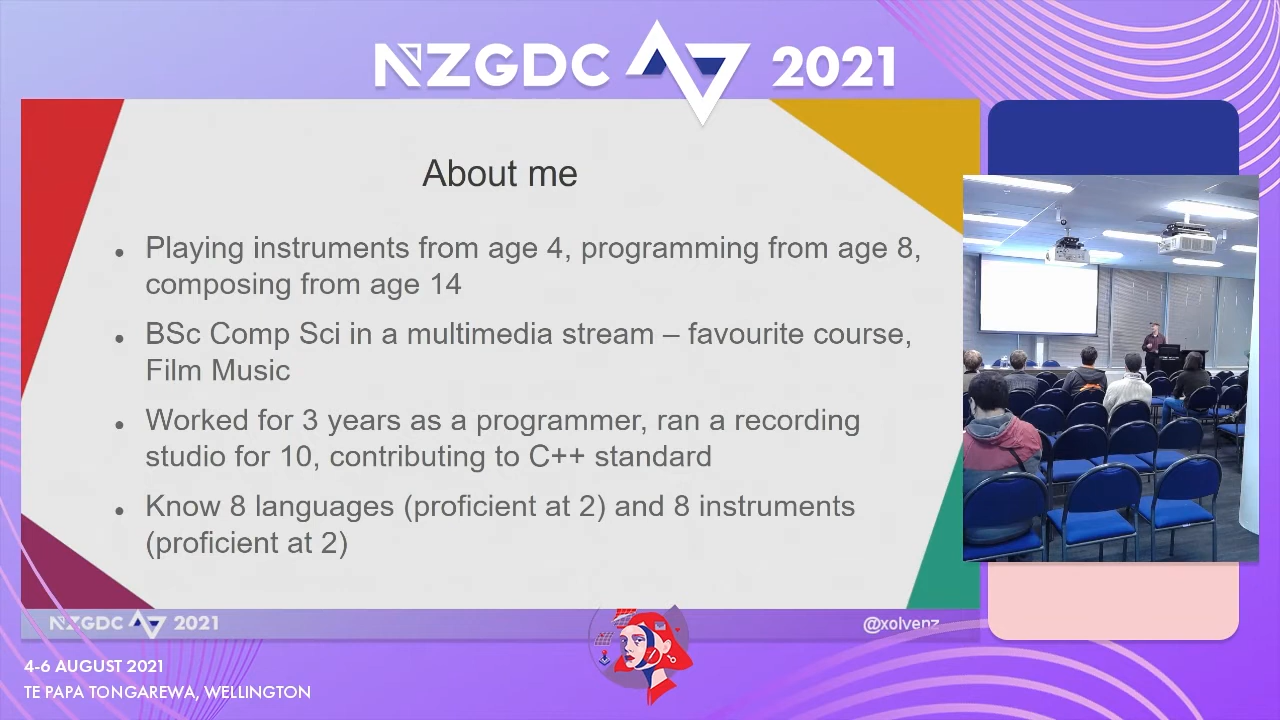 NZGDC 2021
About me
• Playing instruments from age 4, programming from age 8,
composing from age 14
• BSc Comp Sci in a multimedia stream – favourite course,
Film Music
• Worked for 3 years as a programmer, ran a recording
studio for 10, contributing to C++ standard
• Know 8 languages (proficient at 2) and 8 instruments
(proficient at 2)
NZGDC 2021
@xolvenz
4-6 AUGUST 2021
TE PAPA TONGAREWA, WELLINGTON